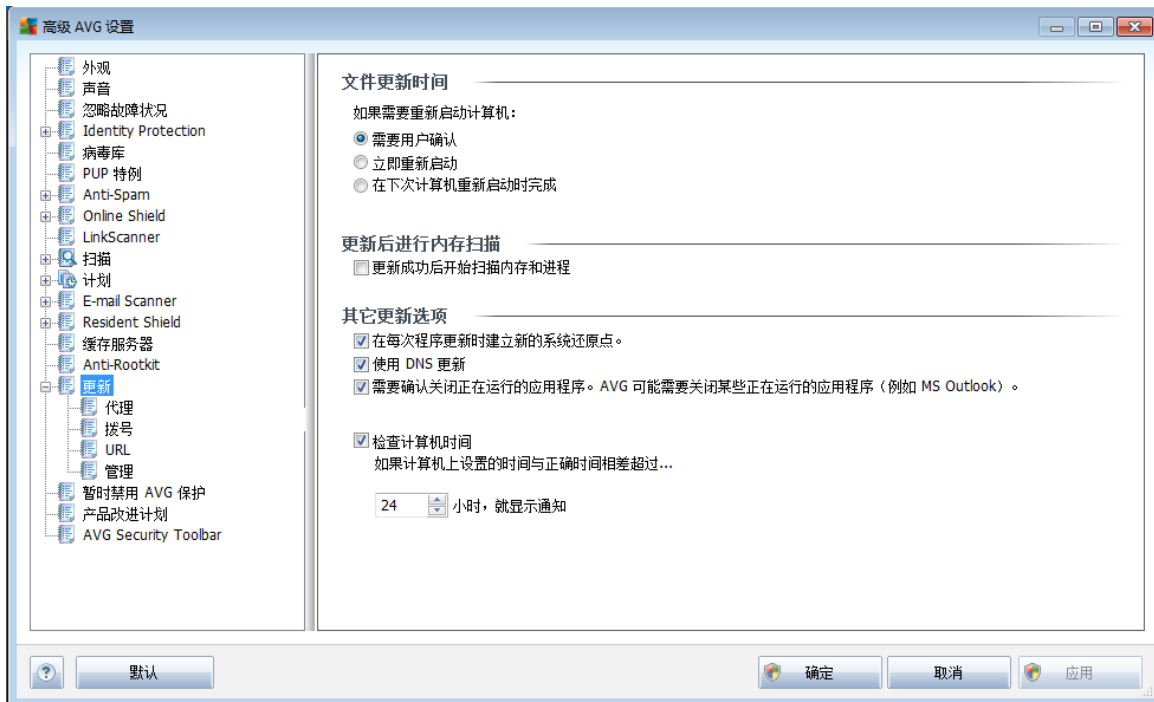 高级 AVG 设置
外观
声音
忽略故障状况
Identity Protection
病毒库
PUP 特例
Anti-Spam
Online Shield
LinkScanner
扫描
计划
E-mail Scanner
Resident Shield
缓存服务器
Anti-Rootkit
更新
代理
拨号
URL
管理
暂时禁用 AVG 保护
产品改进计划
AVG Security Toolbar
文件更新时间
如果需要重新启动计算机：
需要用户确认
立即重新启动
在下次计算机重新启动时完成
更新后进行内存扫描
更新成功后开始扫描内存和进程
其它更新选项
在每次程序更新时建立新的系统还原点。
使用 DNS 更新
需要确认关闭正在运行的应用程序。AVG 可能需要关闭某些正在运行的应用程序（例如 MS Outlook）。
检查计算机时间
如果计算机上设置的时间与正确时间相差超过...
24 小时，就显示通知
? 默认 确定 取消 应用